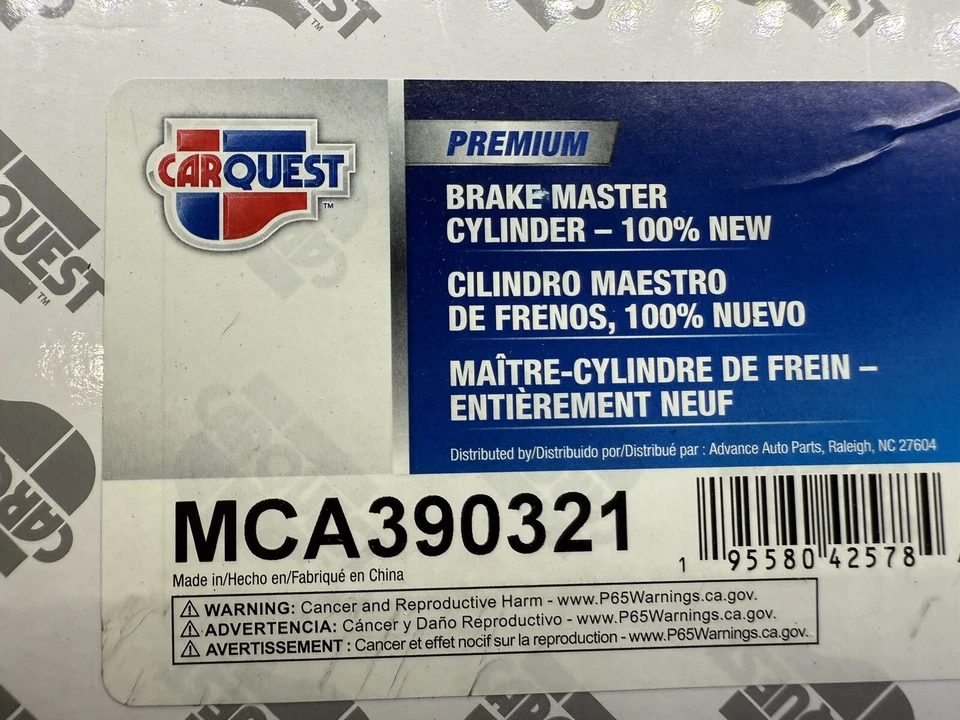 CARQUEST
TM
PREMIUM
BRAKE MASTER
CYLINDER – 100% NEW
CILINDRO MAESTRO
DE FRENOS, 100% NUEVO
MAÎTRE-CYLINDRE DE FREIN –
ENTIÈREMENT NEUF
Distributed by/Distribuido por/Distribué par : Advance Auto Parts, Raleigh, NC 27604
MCA390321
1 95580 42578
Made in/Hecho en/Fabriqué en China
⚠ WARNING: Cancer and Reproductive Harm - www.P65Warnings.ca.gov.
⚠ ADVERTENCIA: Cáncer y Daño Reproductivo - www.P65Warnings.ca.gov.
⚠ AVERTISSEMENT : Cancer et effet nocif sur la reproduction - www.P65Warnings.ca.gov.